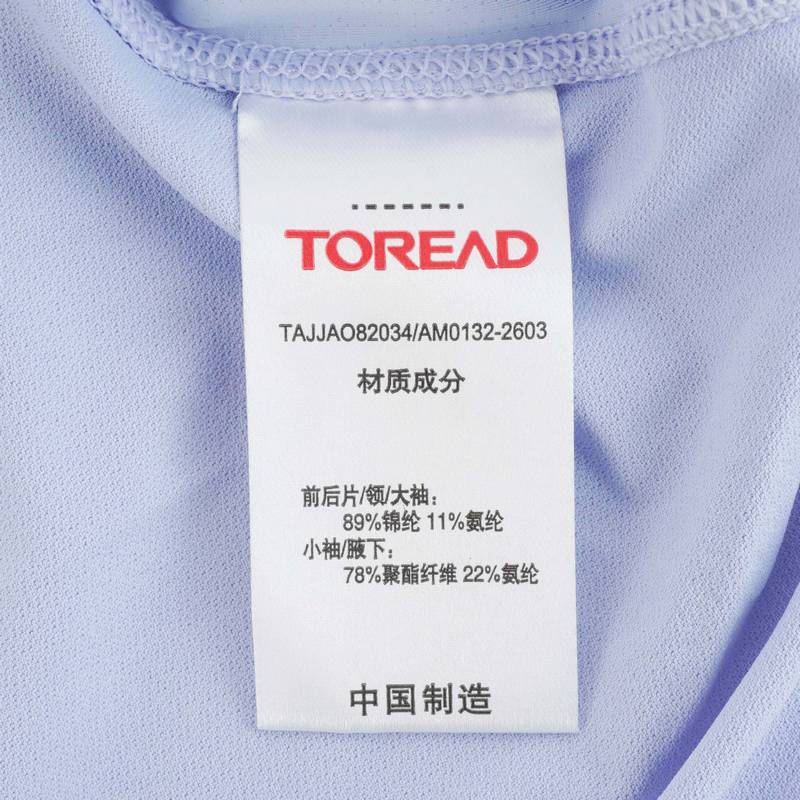 TOREAD
TAJJAO82034/AM0132-2603
材质成分
前后片/领/大袖：
89%锦纶 11%氨纶
小袖/腋下：
78%聚酯纤维 22%氨纶
中国制造